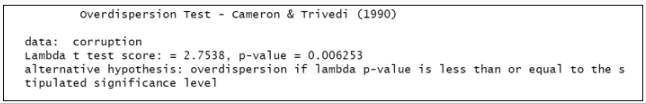 Overdispersion Test - Cameron & Trivedi (1990)
data: corruption
Lambda t test score: = 2.7538, p-value = 0.006253
alternative hypothesis: overdispersion if lambda p-value is less than or equal to the s
tipulated significance level